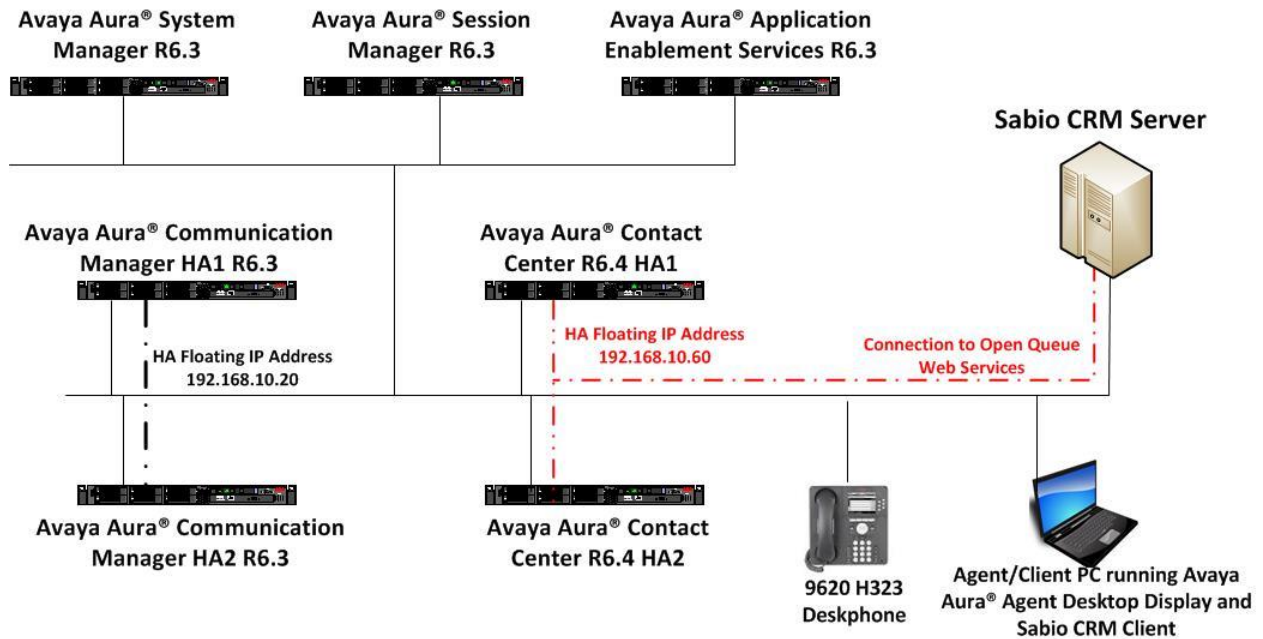 Avaya Aura® System
Manager R6.3
Avaya Aura® Session
Manager R6.3
Avaya Aura® Application
Enablement Services R6.3
Sabio CRM Server
Avaya Aura® Communication
Manager HA1 R6.3
Avaya Aura® Contact
Center R6.4 HA1
HA Floating IP Address
192.168.10.20
HA Floating IP Address
192.168.10.60
Connection to Open Queue
Web Services
Avaya Aura® Communication
Manager HA2 R6.3
Avaya Aura® Contact
Center R6.4 HA2
9620 H323
Deskphone
Agent/Client PC running Avaya
Aura® Agent Desktop Display and
Sabio CRM Client